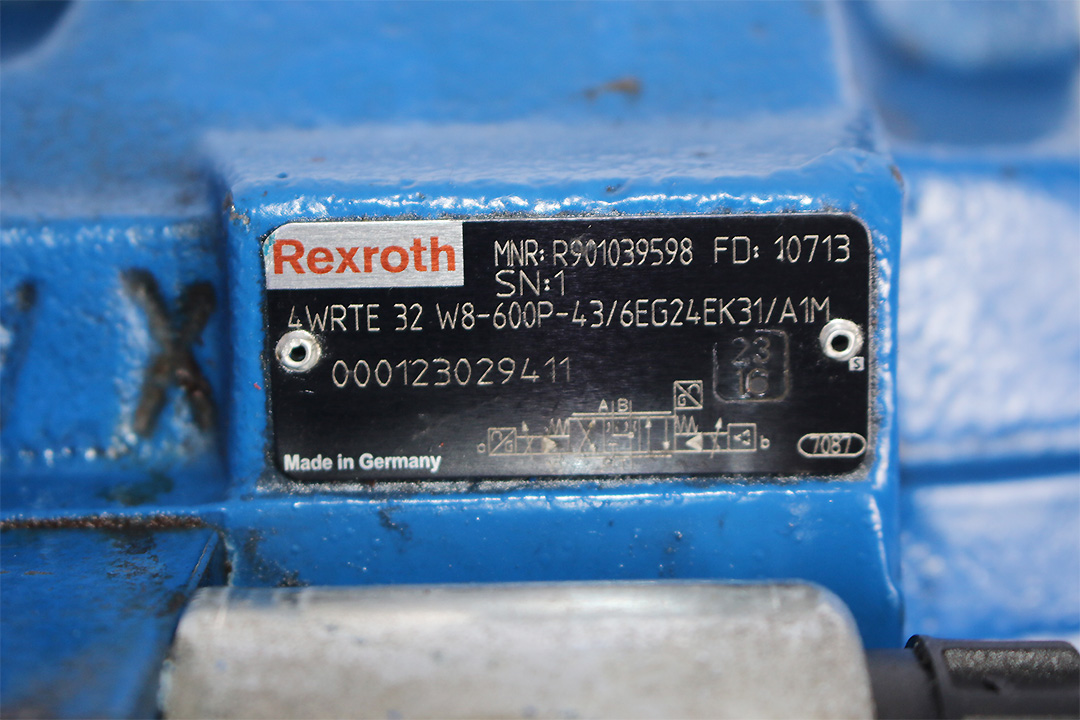 Rexroth
MNR: R901039598 FD: 10713
SN:1
4WRTE 32 W8-600P-43/6EG24EK31/A1M
000123029411
23
16
S
A B
G
a
b
Made in Germany
7087
X